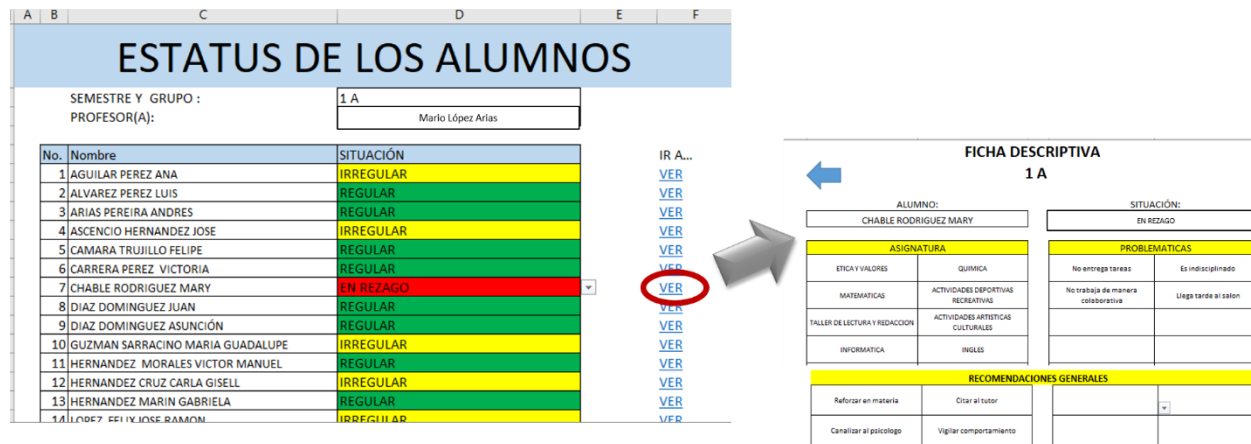 A B C D E F
ESTATUS DE LOS ALUMNOS
SEMESTRE Y GRUPO : 1 A
PROFESOR(A): Mario López Arias
No. Nombre SITUACIÓN IR A...
1 AGUILAR PEREZ ANA IRREGULAR VER
2 ALVAREZ PEREZ LUIS REGULAR VER
3 ARIAS PEREIRA ANDRES REGULAR VER
4 ASCENCIO HERNANDEZ JOSE IRREGULAR VER
5 CAMARA TRUJILLO FELIPE REGULAR VER
6 CARRERA PEREZ VICTORIA REGULAR VER
7 CHABLE RODRIGUEZ MARY EN REZAGO VER
8 DIAZ DOMINGUEZ JUAN REGULAR VER
9 DIAZ DOMINGUEZ ASUNCIÓN REGULAR VER
10 GUZMAN SARRACINO MARIA GUADALUPE IRREGULAR VER
11 HERNANDEZ MORALES VICTOR MANUEL REGULAR VER
12 HERNANDEZ CRUZ CARLA GISELL IRREGULAR VER
13 HERNANDEZ MARIN GABRIELA REGULAR VER
14 LOPEZ FELIX JOSE RAMON IRREGULAR VER
FICHA DESCRIPTIVA
1 A
ALUMNO: SITUACIÓN:
CHABLE RODRIGUEZ MARY EN REZAGO
ASIGNATURA PROBLEMATICAS
ETICA Y VALORES QUIMICA No entrega tareas Es indisciplinado
MATEMATICAS ACTIVIDADES DEPORTIVAS No trabaja de manera Llega tarde al salon
RECREATIVAS colaborativa
TALLER DE LECTURA Y REDACCION ACTIVIDADES ARTISTICAS
CULTURALES
INFORMATICA INGLES
RECOMENDACIONES GENERALES
Reforzar en materia Citar al tutor
Canalizar al psicologo Vigilar comportamiento